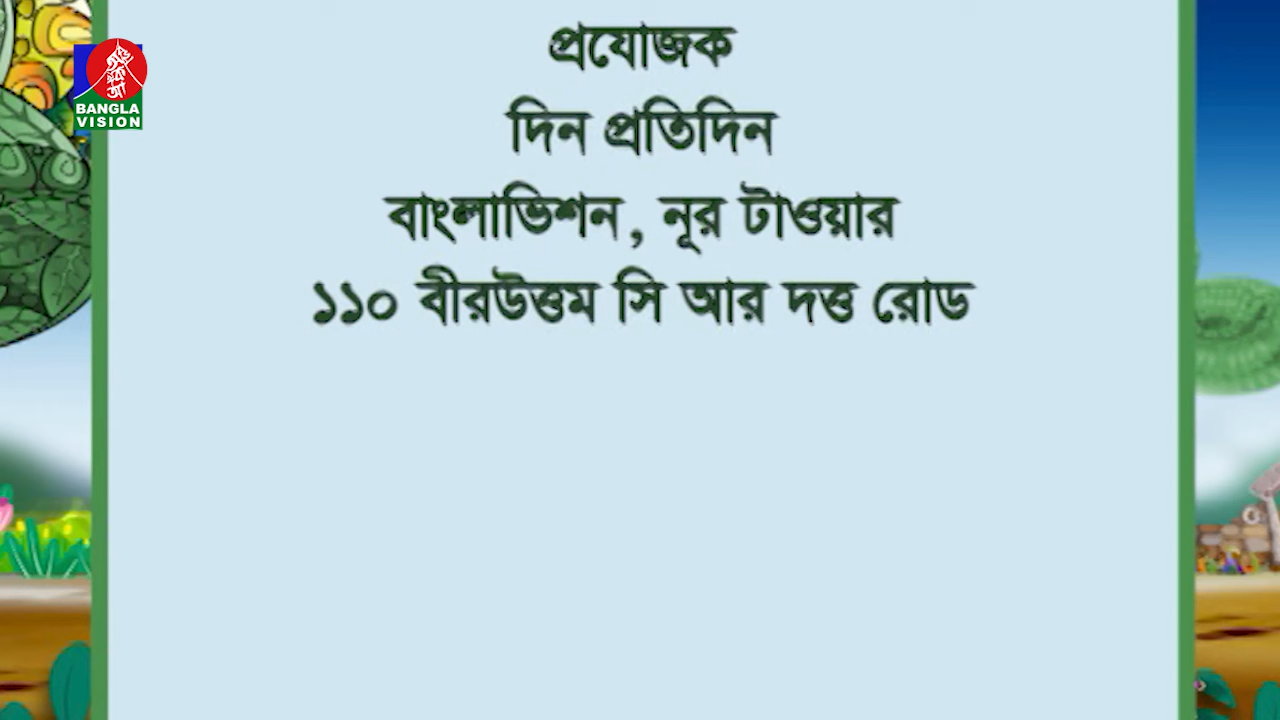 প্রযোজক
দিন প্রতিদিন
বাংলাভিশন, নূর টাওয়ার
১১০ বীরউত্তম সি আর দত্ত রোড
BANGLA
VISION